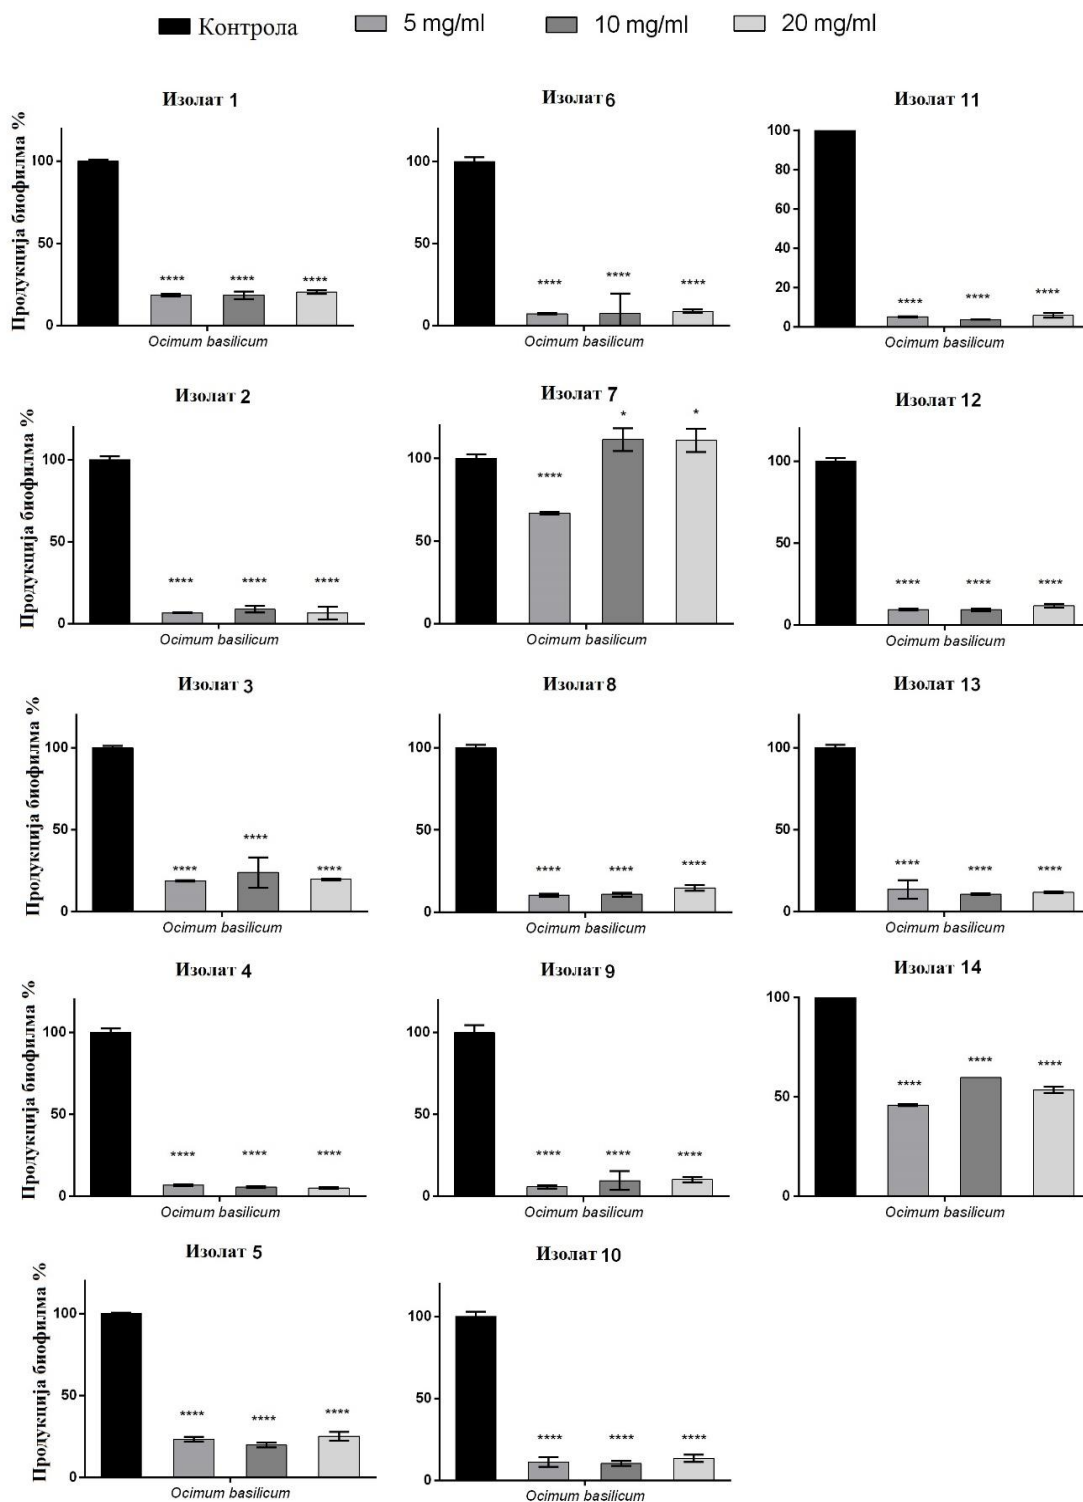 Контрола 5 mg/ml 10 mg/ml 20 mg/ml
Изолат 1
Продукција биофилма %
100
50
0
**** **** ****
Ocimum basilicum
Изолат 6
100
50
0
**** **** ****
Ocimum basilicum
Изолат 11
100
80
60
40
20
0
**** **** ****
Ocimum basilicum
Изолат 2
Продукција биофилма %
100
50
0
**** **** ****
Ocimum basilicum
Изолат 7
100
50
0
**** * *
Ocimum basilicum
Изолат 12
100
50
0
**** **** ****
Ocimum basilicum
Изолат 3
Продукција биофилма %
100
50
0
**** **** ****
Ocimum basilicum
Изолат 8
100
50
0
**** **** ****
Ocimum basilicum
Изолат 13
100
50
0
**** **** ****
Ocimum basilicum
Изолат 4
Продукција биофилма %
100
50
0
**** **** ****
Ocimum basilicum
Изолат 9
100
50
0
**** **** ****
Ocimum basilicum
Изолат 14
100
50
0
**** **** ****
Ocimum basilicum
Изолат 5
Продукција биофилма %
100
50
0
**** **** ****
Ocimum basilicum
Изолат 10
100
50
0
**** **** ****
Ocimum basilicum